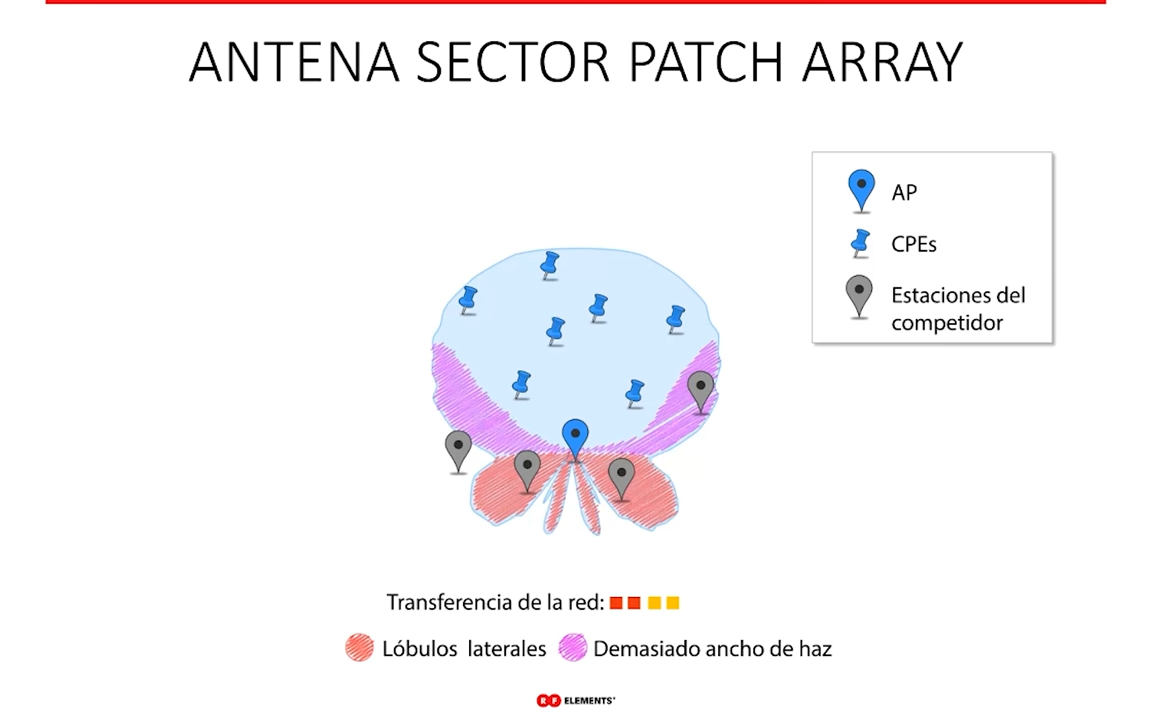 ANTENA SECTOR PATCH ARRAY
AP
CPEs
Estaciones del
competidor
Transferencia de la red:
Lóbulos laterales
Demasiado ancho de haz
RF ELEMENTS